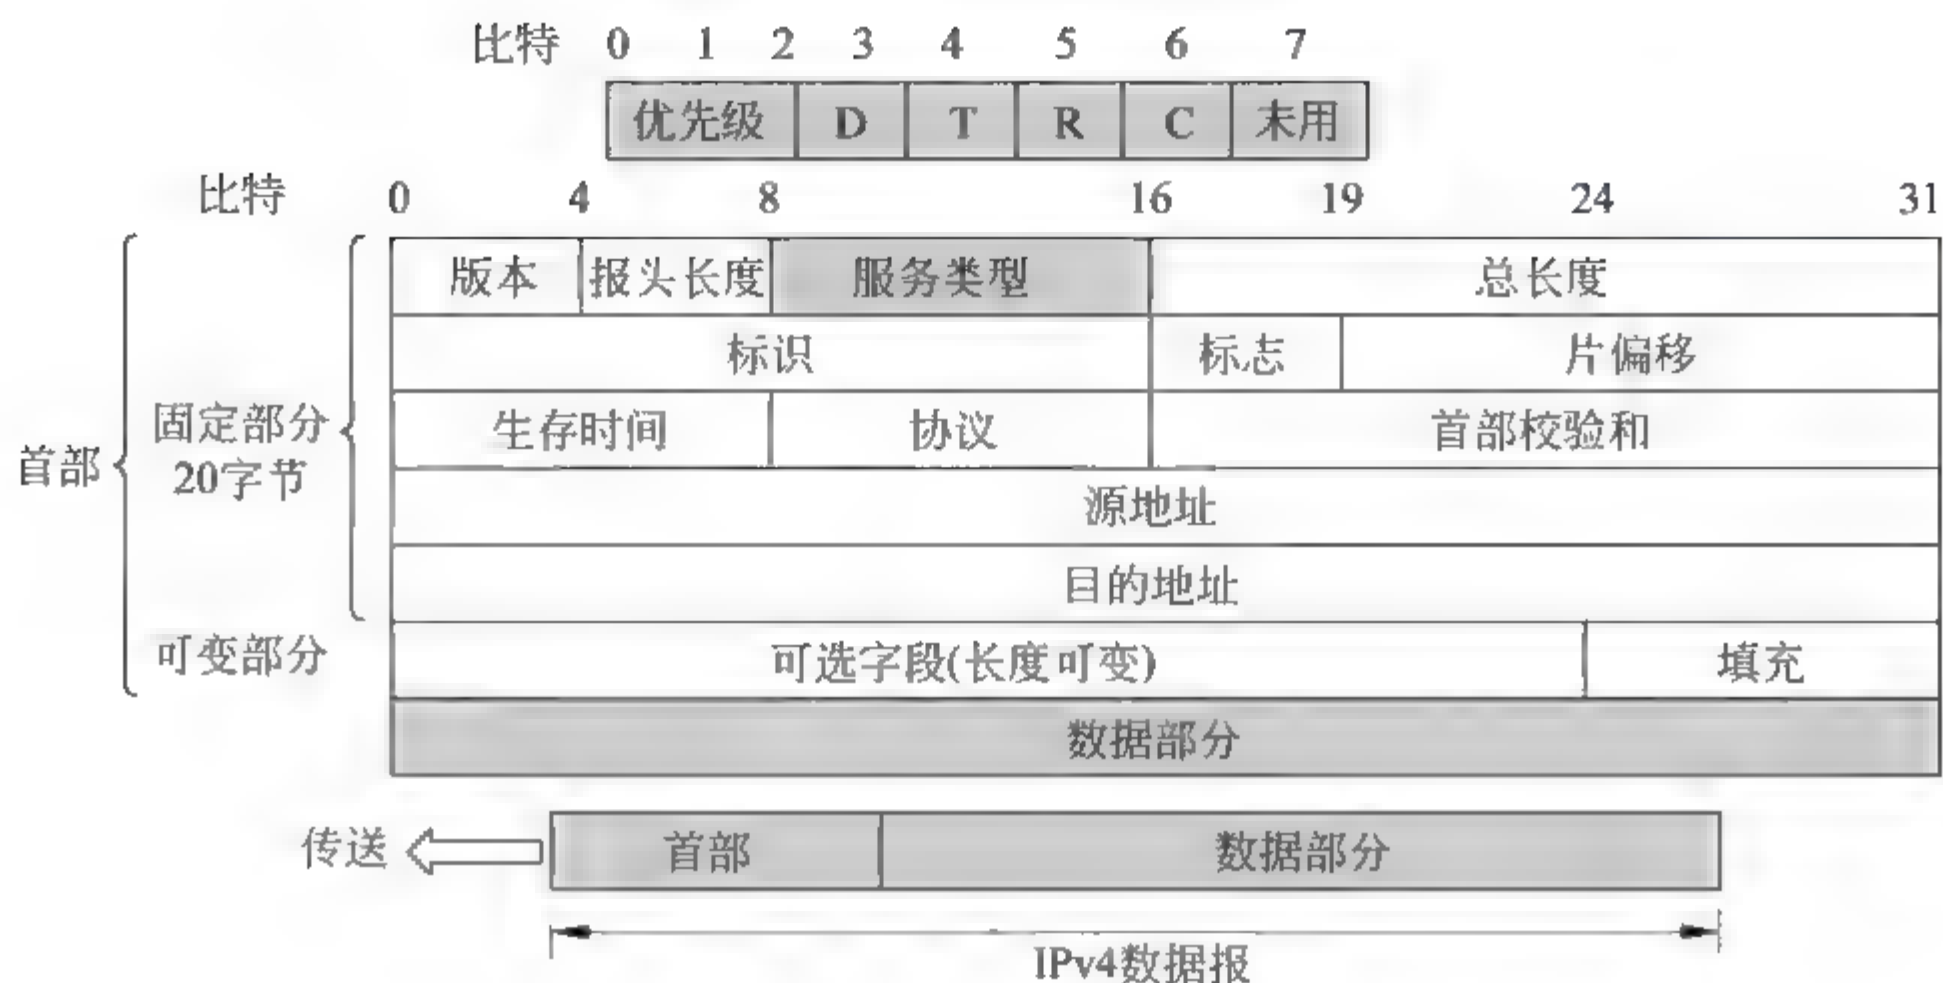 比特 0 1 2 3 4 5 6 7
优先级 D T R C 末用
比特 0 4 8 16 19 24 31
版本 报头长度 服务类型 总长度
标识 标志 片偏移
生存时间 协议 首部校验和
首部 固定部分 20字节
源地址
目的地址
可变部分 可选字段(长度可变) 填充
数据部分
传送 首部 数据部分
IPv4数据报